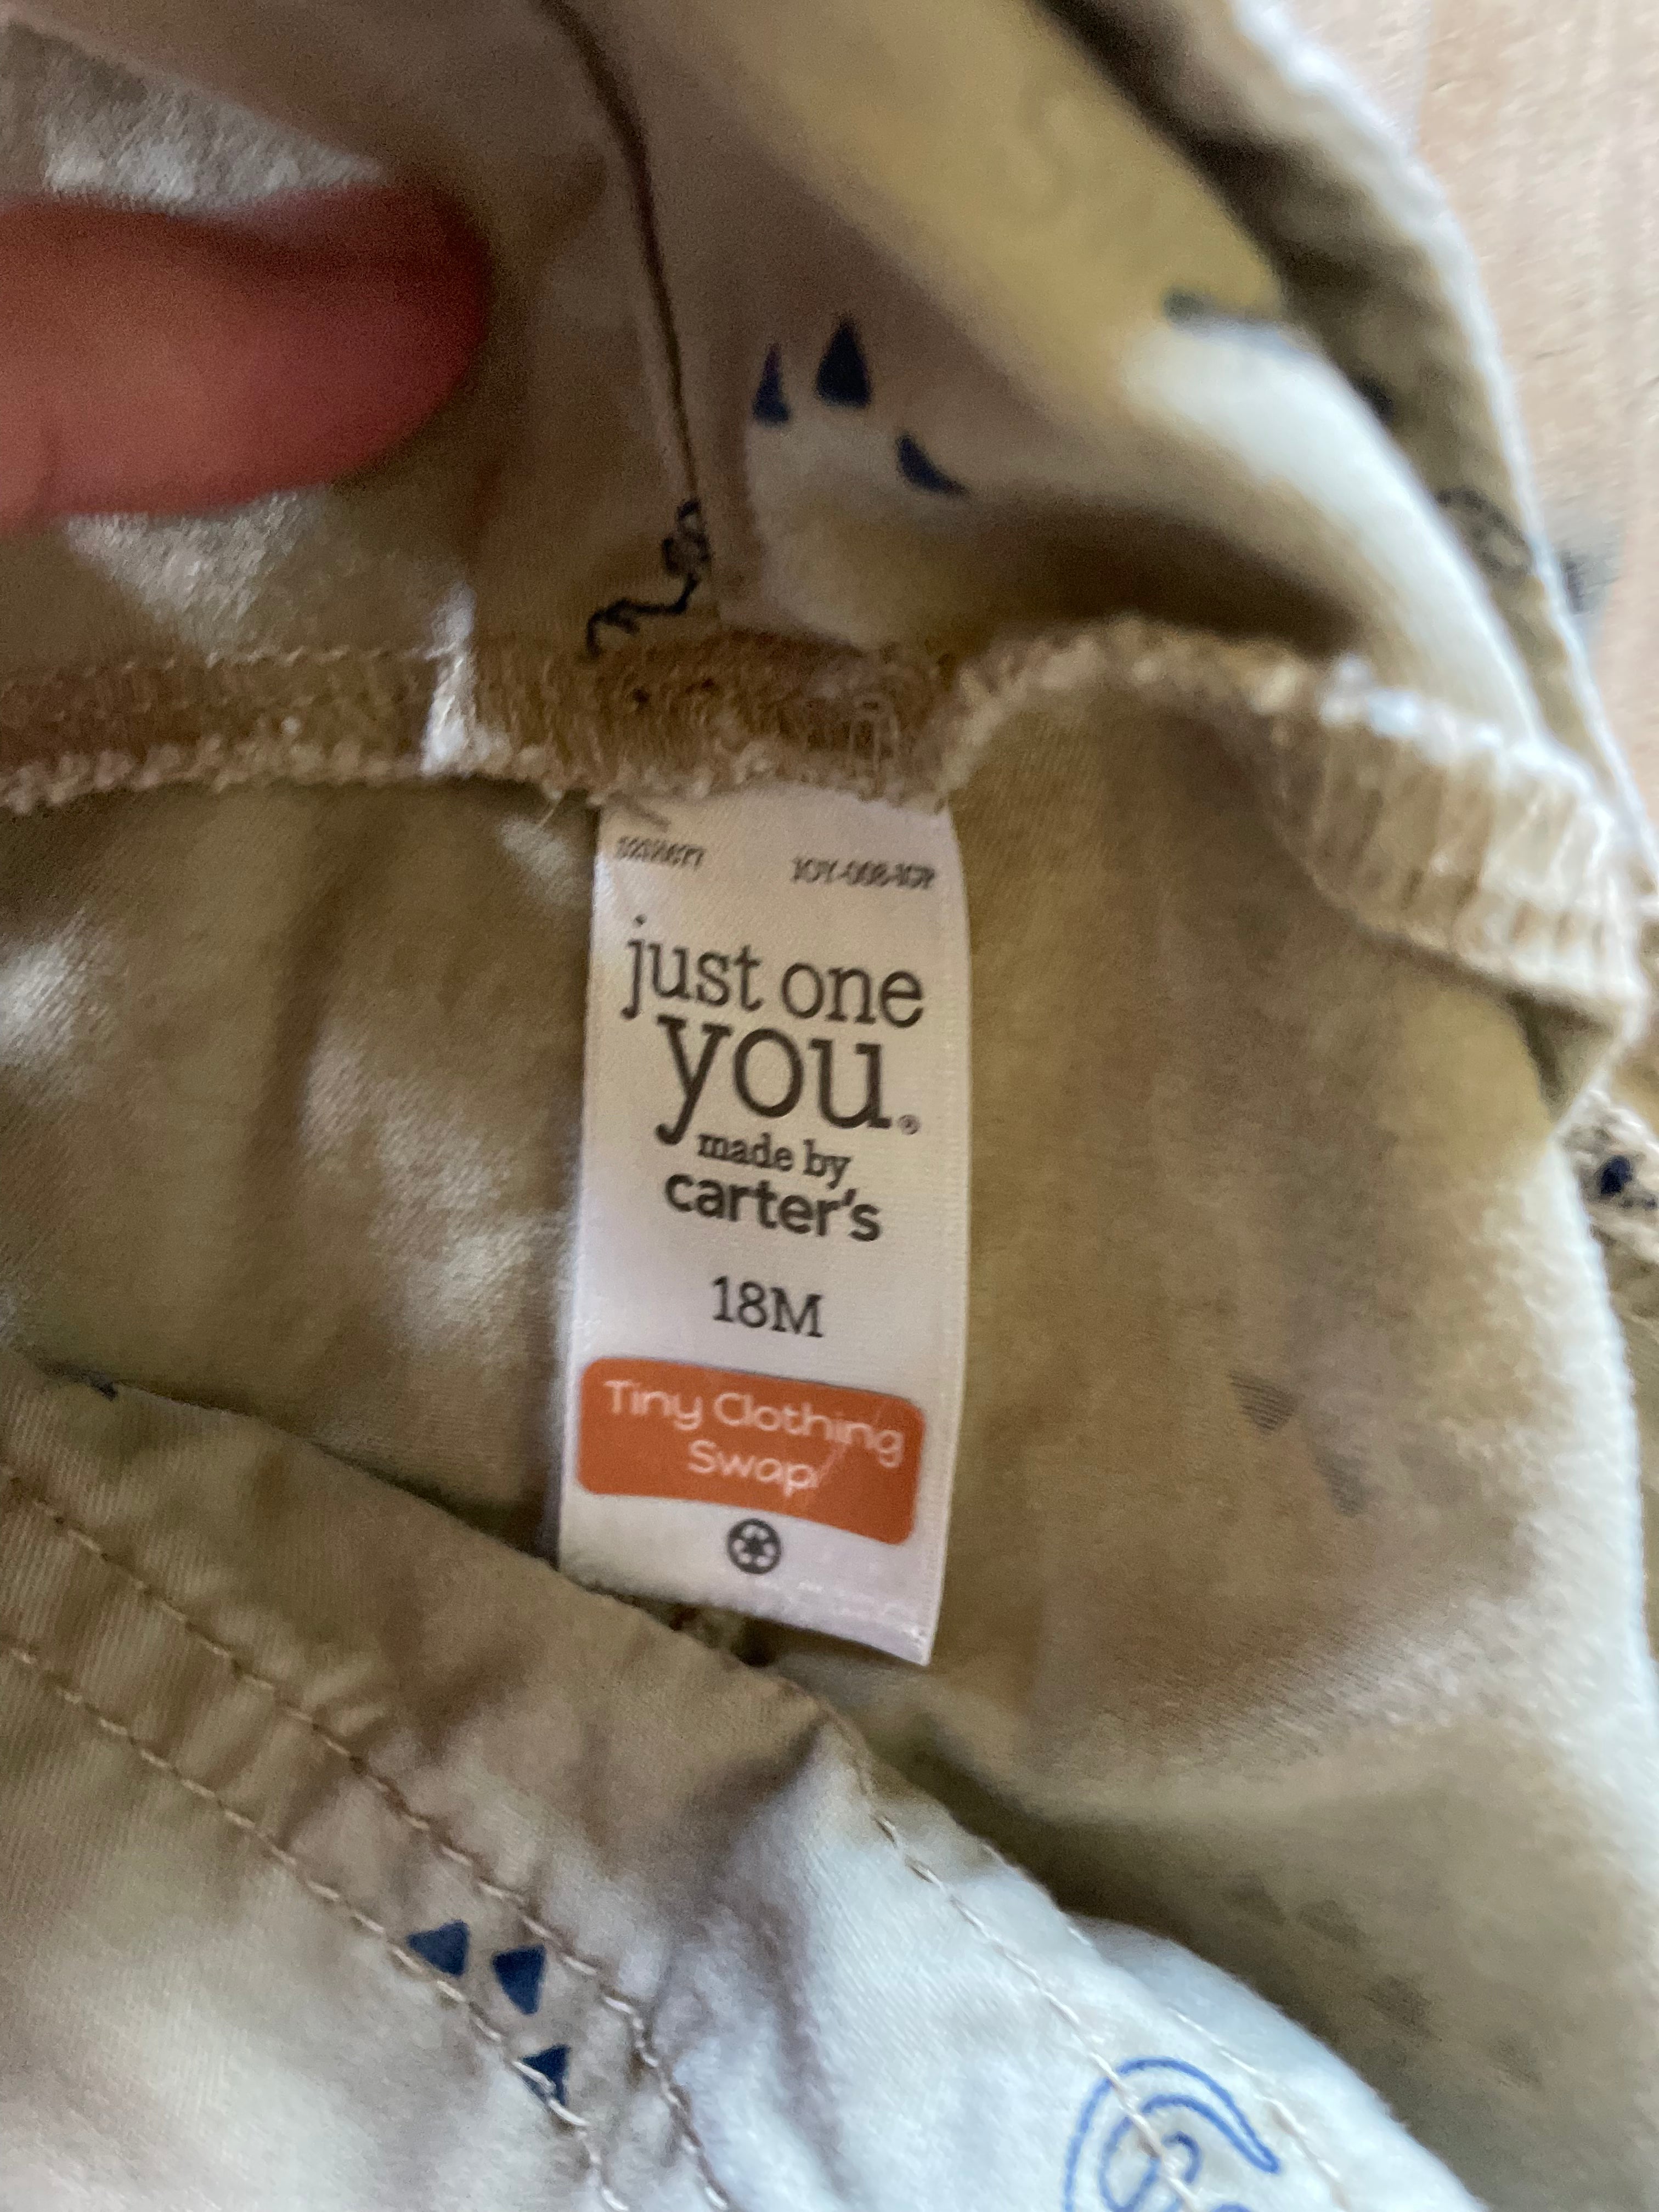 just one
you.®
made by
carter's
18M
Tiny Clothing
Swap